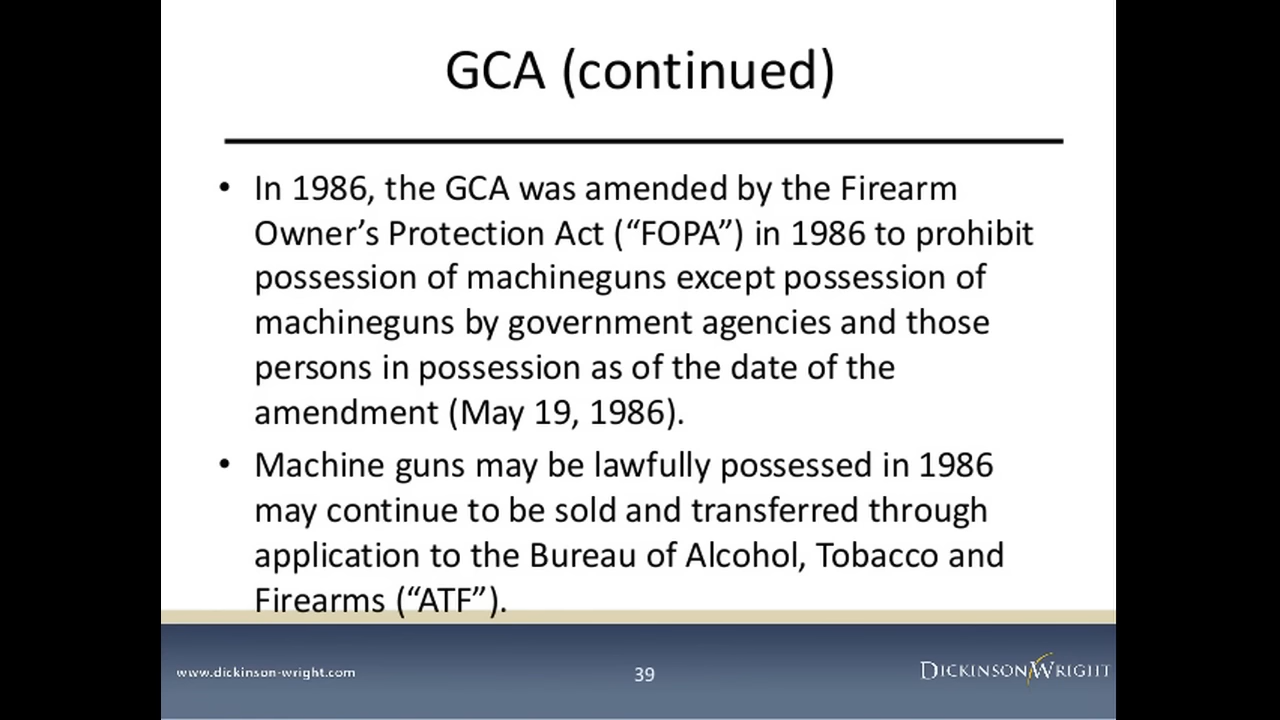 GCA (continued)
• In 1986, the GCA was amended by the Firearm
Owner’s Protection Act (“FOPA”) in 1986 to prohibit
possession of machineguns except possession of
machineguns by government agencies and those
persons in possession as of the date of the
amendment (May 19, 1986).
• Machine guns may be lawfully possessed in 1986
may continue to be sold and transferred through
application to the Bureau of Alcohol, Tobacco and
Firearms (“ATF”).
www.dickinson-wright.com
39
DICKINSON WRIGHT